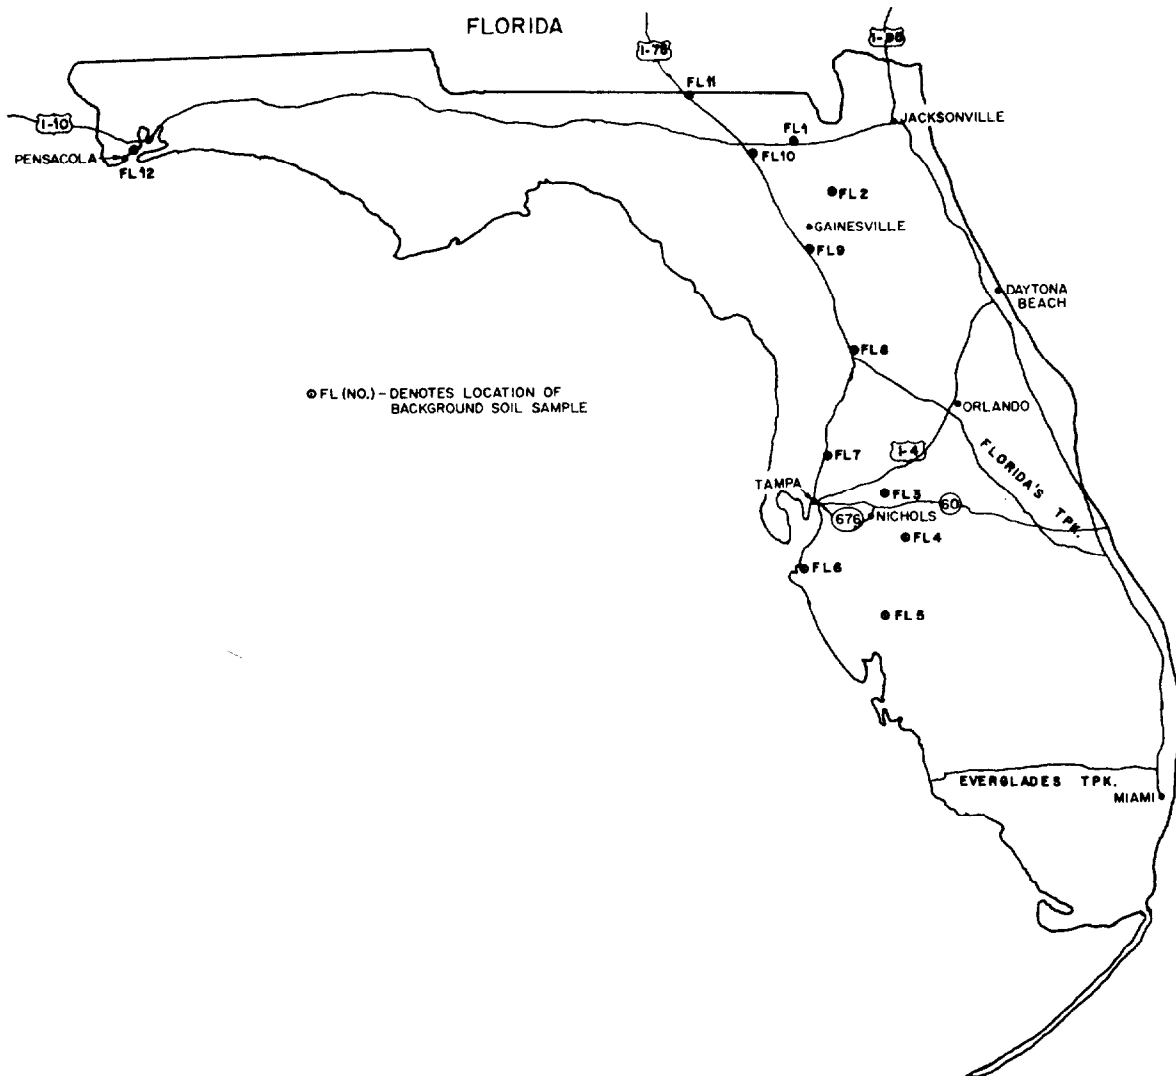 FLORIDA
I-75
I-95
FL11
JACKSONVILLE
I-10
FL1
PENSACOLA
FL10
FL12
FL2
GAINESVILLE
FL9
DAYTONA
BEACH
FL8
FL (NO.) - DENOTES LOCATION OF
BACKGROUND SOIL SAMPLE
ORLANDO
I-4
FLORIDA'S TPK.
FL7
TAMPA
FL3
60
676
NICHOLS
FL4
FL6
FL5
EVERGLADES TPK.
MIAMI